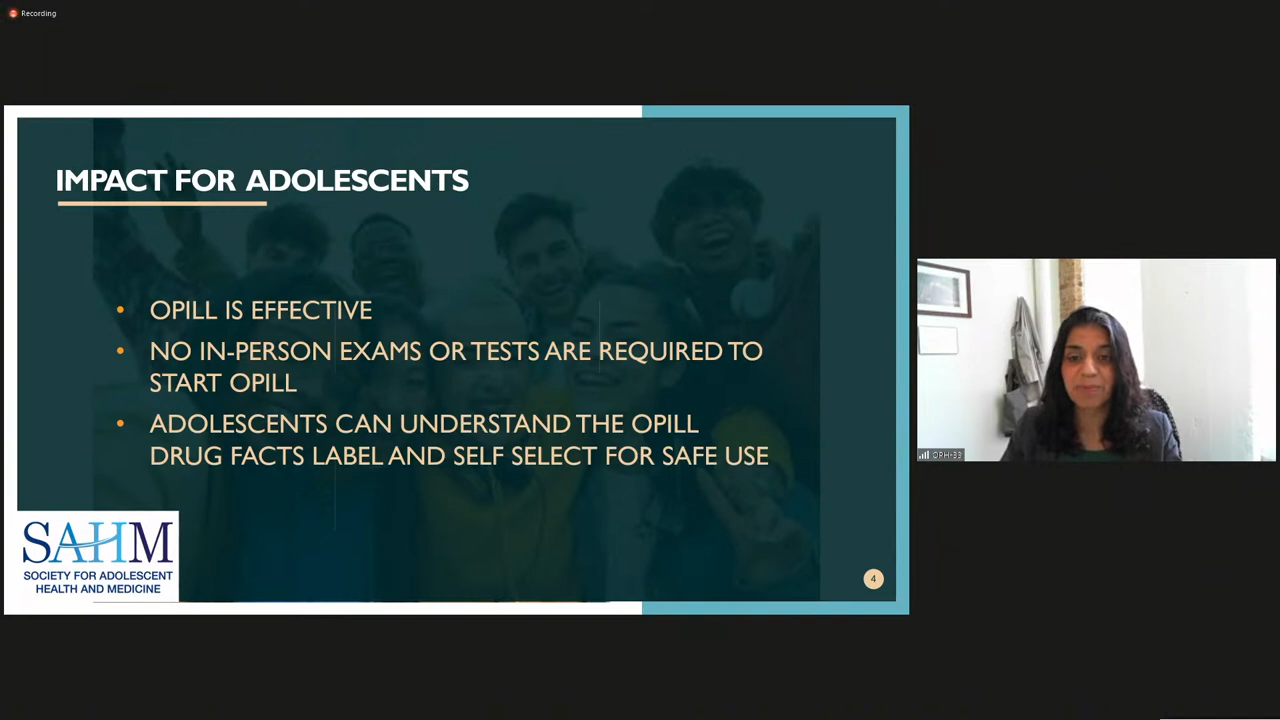 Recording
IMPACT FOR ADOLESCENTS
• OPILL IS EFFECTIVE
• NO IN-PERSON EXAMS OR TESTS ARE REQUIRED TO
START OPILL
• ADOLESCENTS CAN UNDERSTAND THE OPILL
DRUG FACTS LABEL AND SELF SELECT FOR SAFE USE
SAHM
SOCIETY FOR ADOLESCENT
HEALTH AND MEDICINE
4
OPH-33